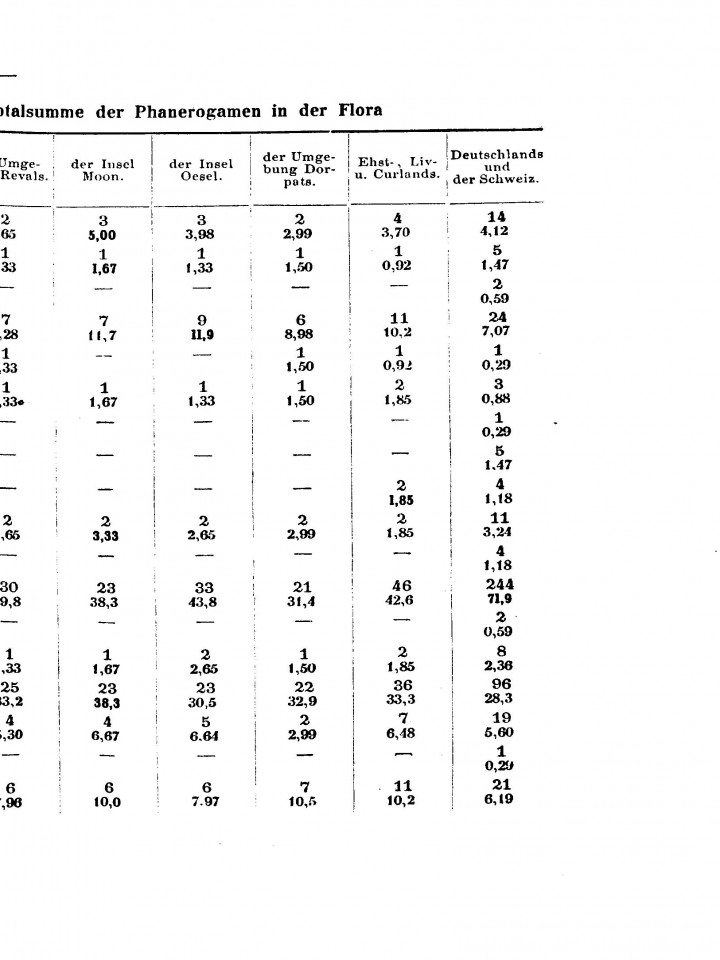 otalsumme der Phanerogamen in der Flora
Umge- Revals. der Insel Moon. der Insel Oesel. der Umge- bung Dor- pats. Ehst-, Liv- u. Curlands. Deutschlands und der Schweiz.
2 3 3 2 4 14
65 5,00 3,98 2,99 3,70 4,12
1 1 1 1 1 5
33 1,67 1,33 1,50 0,92 1,47
— — — — — 2
0,59
7 7 9 6 11 24
,28 11,7 11,9 8,98 10,2 7,07
1 — — 1 1 1
,33 1,50 0,92 0,29
1 1 1 1 2 3
,33 1,67 1,33 1,50 1,85 0,88
— — — — — 1
0,29
— — — — — 5
1.47
— — — — 2 4
1,85 1,18
2 2 2 2 2 11
,65 3,33 2,65 2,99 1,85 3,24
— — — — — 4
1,18
30 23 33 21 46 244
9,8 38,3 43,8 31,4 42,6 71,9
— — — — — 2
0,59
1 1 2 1 2 8
,33 1,67 2,65 1,50 1,85 2,36
25 23 23 22 36 96
33,2 38,3 30,5 32,9 33,3 28,3
4 4 5 2 7 19
5,30 6,67 6.64 2,99 6,48 5,60
— — — — — 1
0,29
6 6 6 7 11 21
,96 10,0 7.97 10,5 10,2 6,19